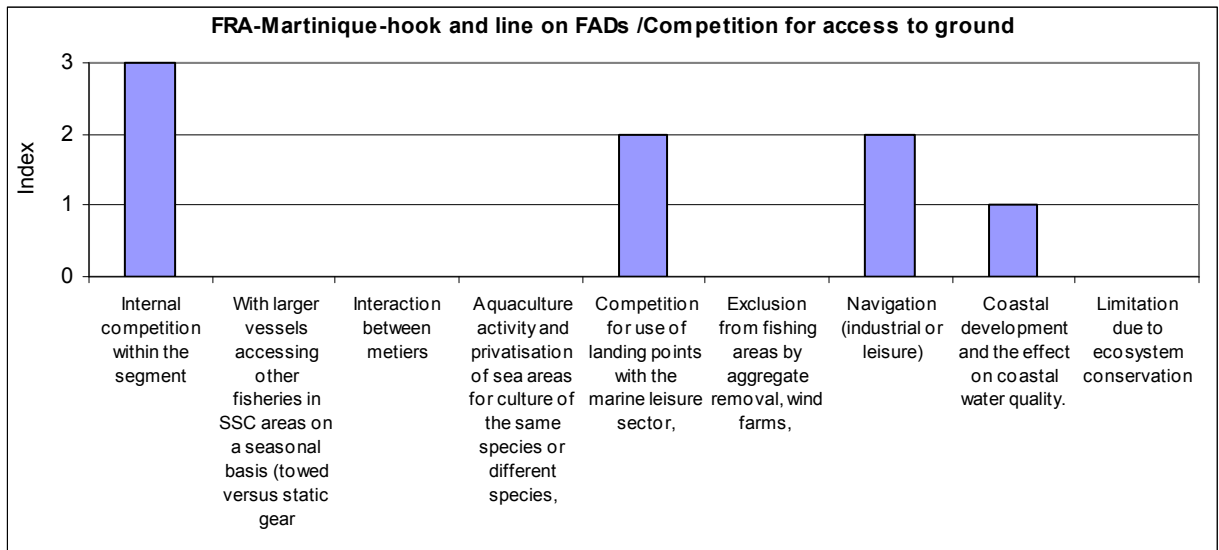 FRA-Martinique-hook and line on FADs /Competition for access to ground
Index
3
2
1
0
Internal
competition
within the
segment
With larger
vessels
accessing
other
fisheries in
SSC areas on
a seasonal
basis (towed
versus static
gear
Interaction
between
metiers
Aquaculture
activity and
privatisation
of sea areas
for culture of
the same
species or
different
species,
Competition
for use of
landing points
with the
marine leisure
sector,
Exclusion
from fishing
areas by
aggregate
removal, wind
farms,
Navigation
(industrial or
leisure)
Coastal
development
and the effect
on coastal
water quality.
Limitation
due to
ecosystem
conservation